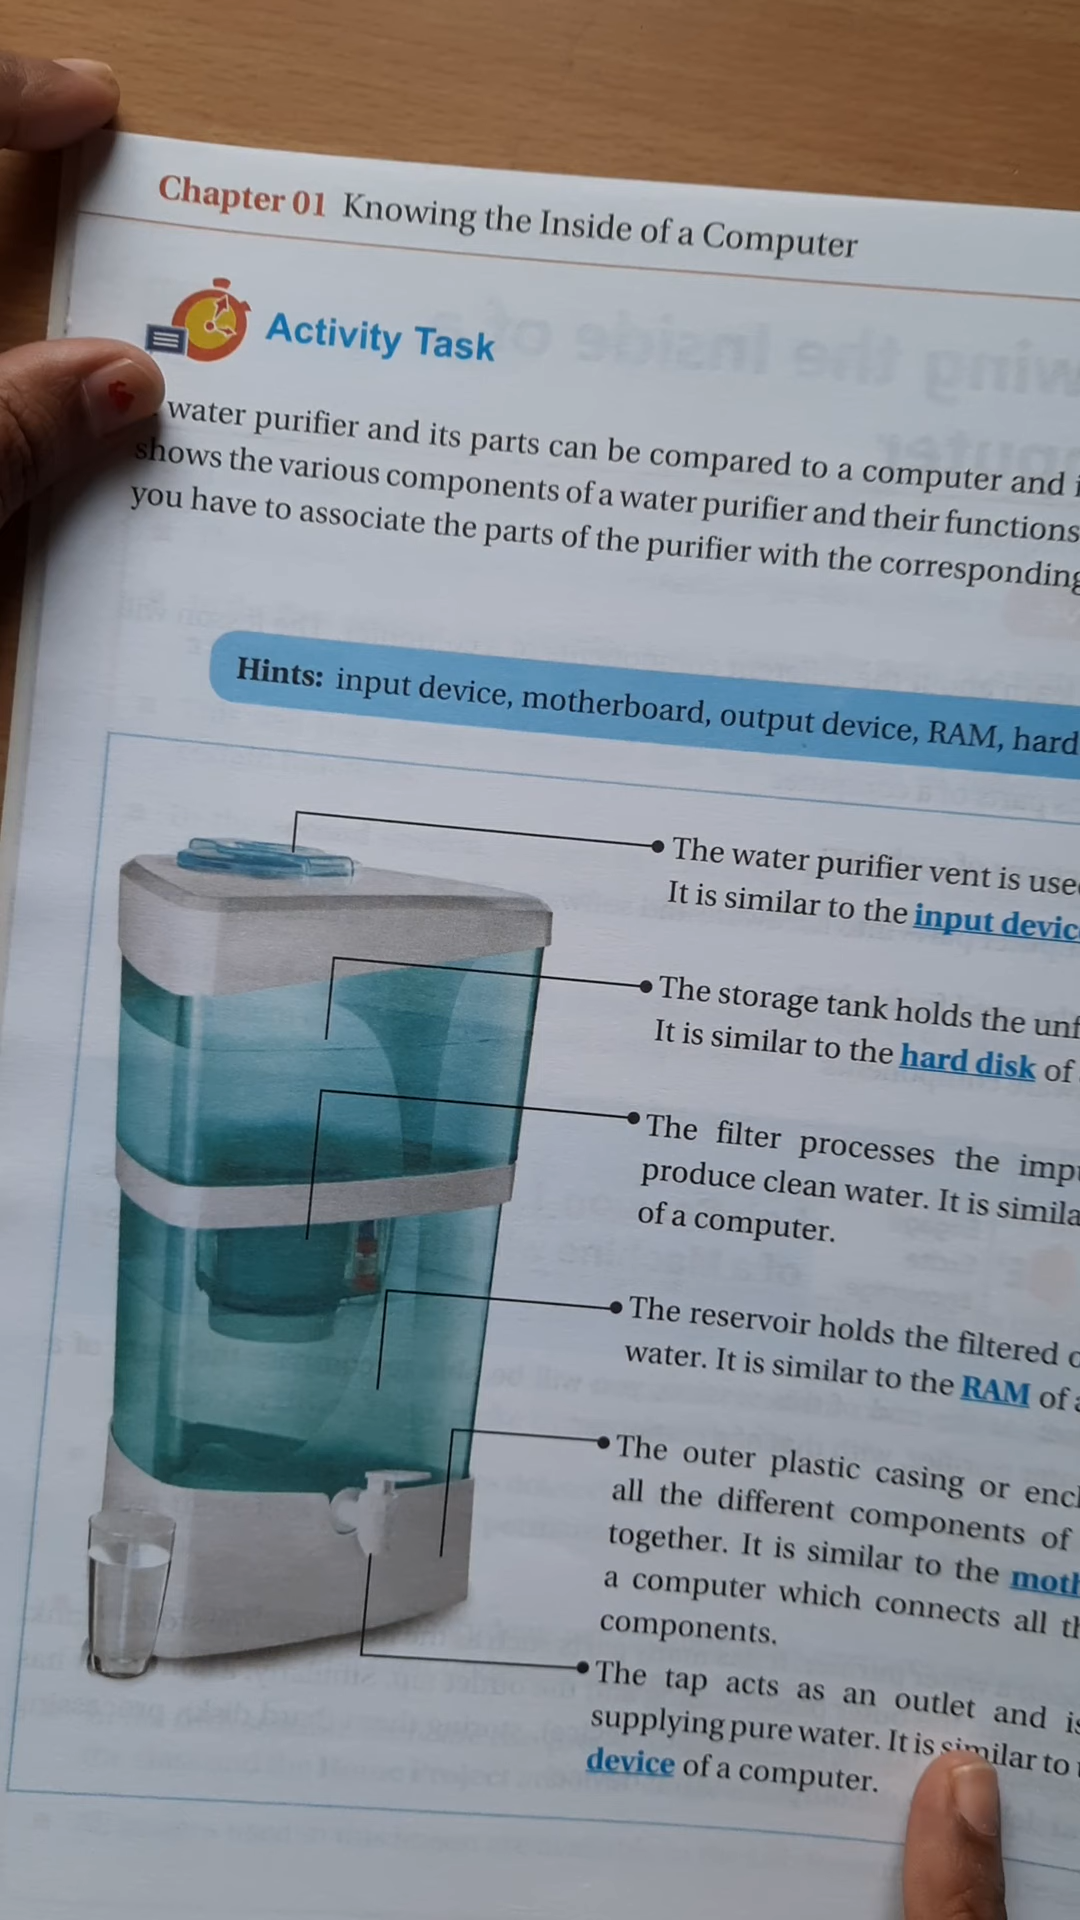 Chapter 01 Knowing the Inside of a Computer
Activity Task
water purifier and its parts can be compared to a computer and
shows the various components of a water purifier and their functions
you have to associate the parts of the purifier with the corresponding
Hints: input device, motherboard, output device, RAM, hard
The water purifier vent is use
It is similar to the input devic
The storage tank holds the unf
It is similar to the hard disk of
The filter processes the imp
produce clean water. It is simila
of a computer.
The reservoir holds the filtered
water. It is similar to the RAM of
The outer plastic casing or encl
all the different components of
together. It is similar to the moth
a computer which connects all th
components.
The tap acts as an outlet and is
supplying pure water. It is similar to
device of a computer.